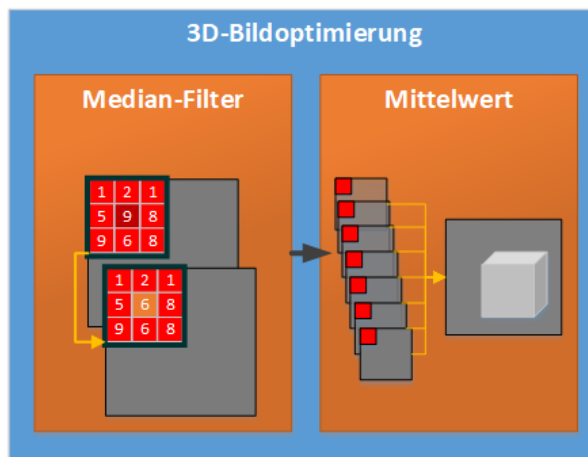 3D-Bildoptimierung
Median-Filter
1 2 1
5 9 8
9 6 8
1 2 1
5 6 8
9 6 8
Mittelwert